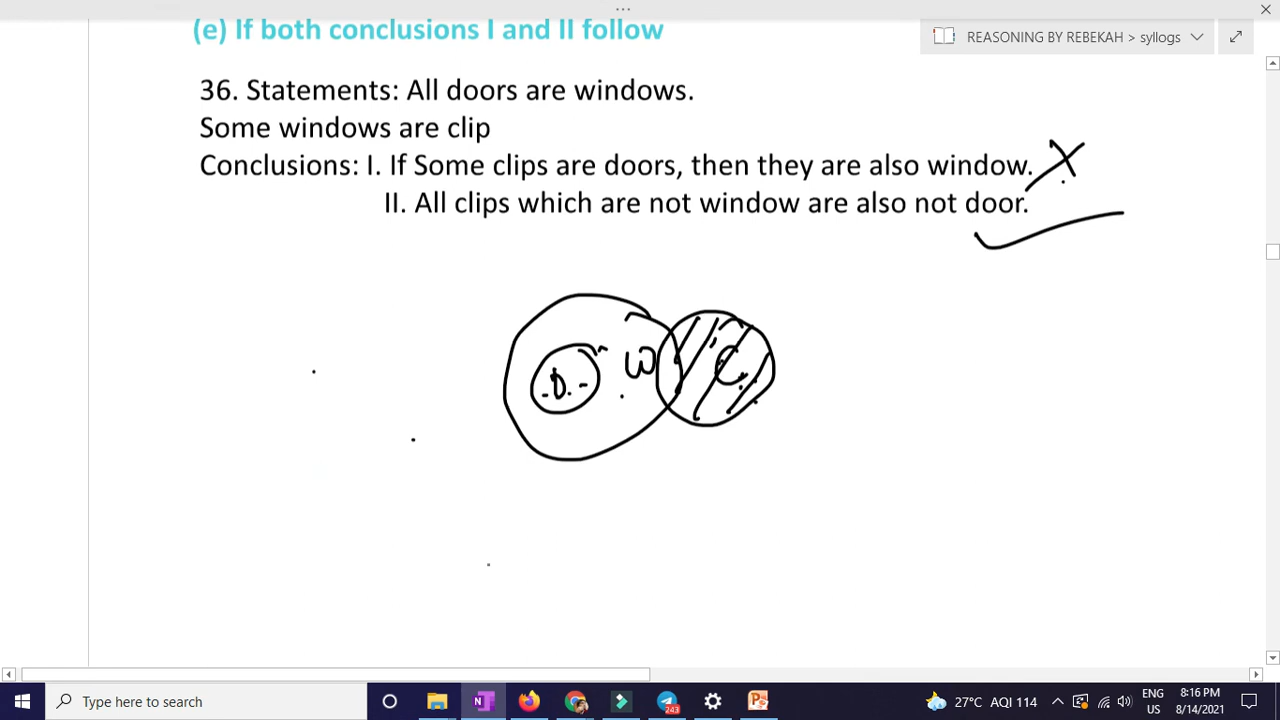 (e) If both conclusions I and II follow
REASONING BY REBEKAH > syllogs
36. Statements: All doors are windows.
Some windows are clip
Conclusions: I. If Some clips are doors, then they are also window.
II. All clips which are not window are also not door.
D
W
C
Type here to search
243
27°C AQI 114
ENG
US
8:16 PM
8/14/2021